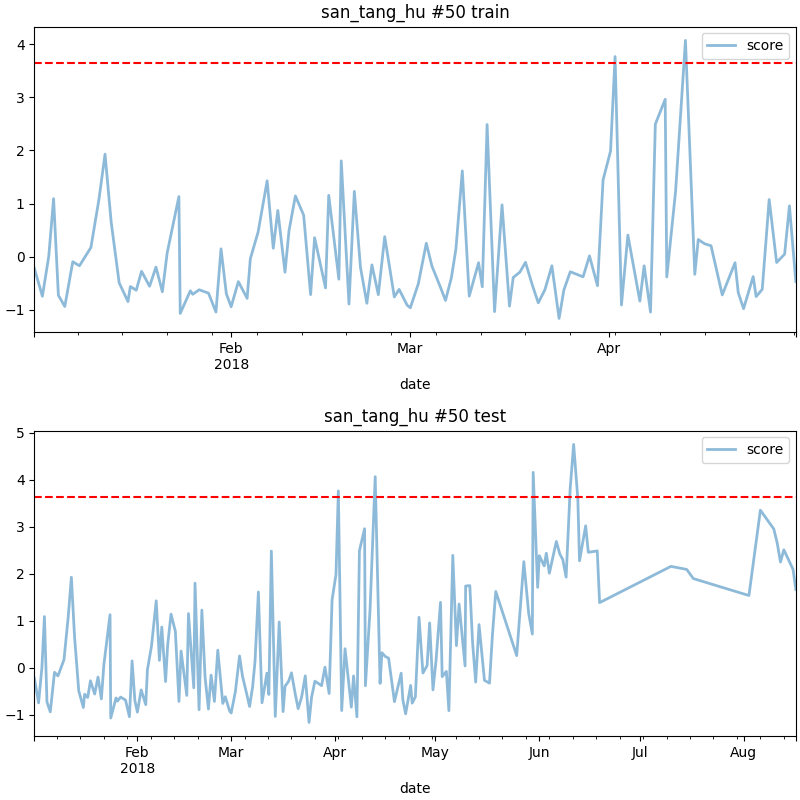 san_tang_hu #50 train
score
4
3
2
1
0
−1
Feb
2018
Mar
Apr
date
san_tang_hu #50 test
score
5
4
3
2
1
0
−1
Feb
2018
Mar
Apr
May
Jun
Jul
Aug
date